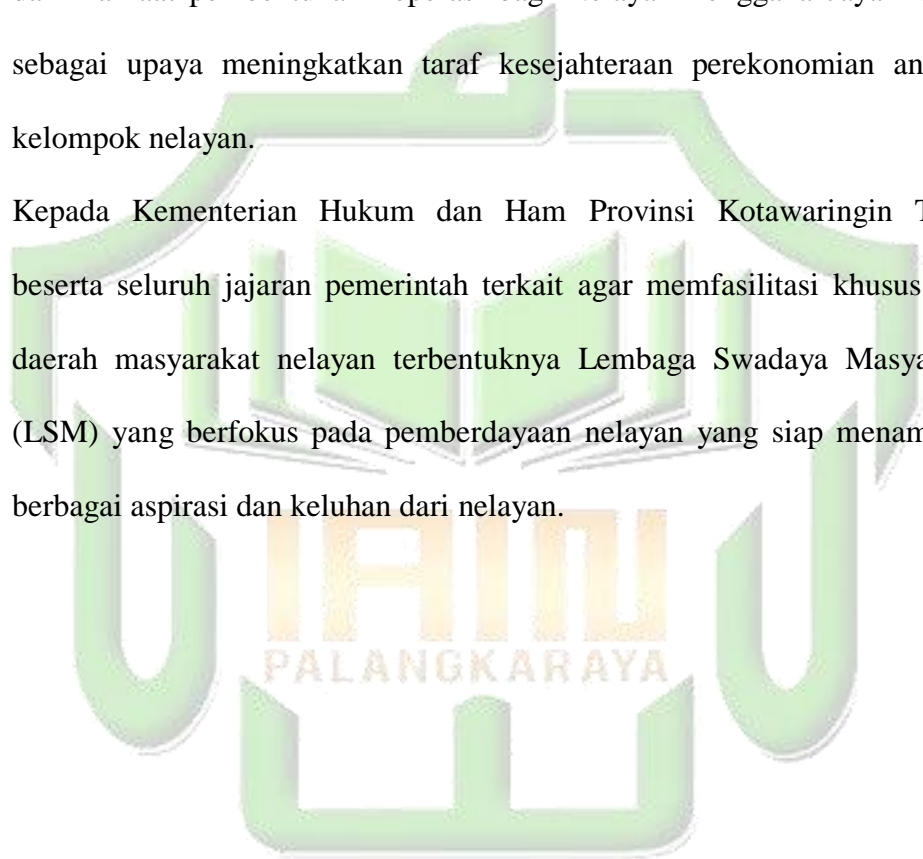 sebagai upaya meningkatkan taraf kesejahteraan perekonomian an
kelompok nelayan.
Kepada Kementerian Hukum dan Ham Provinsi Kotawaringin T
beserta seluruh jajaran pemerintah terkait agar memfasilitasi khusus
daerah masyarakat nelayan terbentuknya Lembaga Swadaya Masya
(LSM) yang berfokus pada pemberdayaan nelayan yang siap menam
berbagai aspirasi dan keluhan dari nelayan.
IAIN
PALANGKARAYA